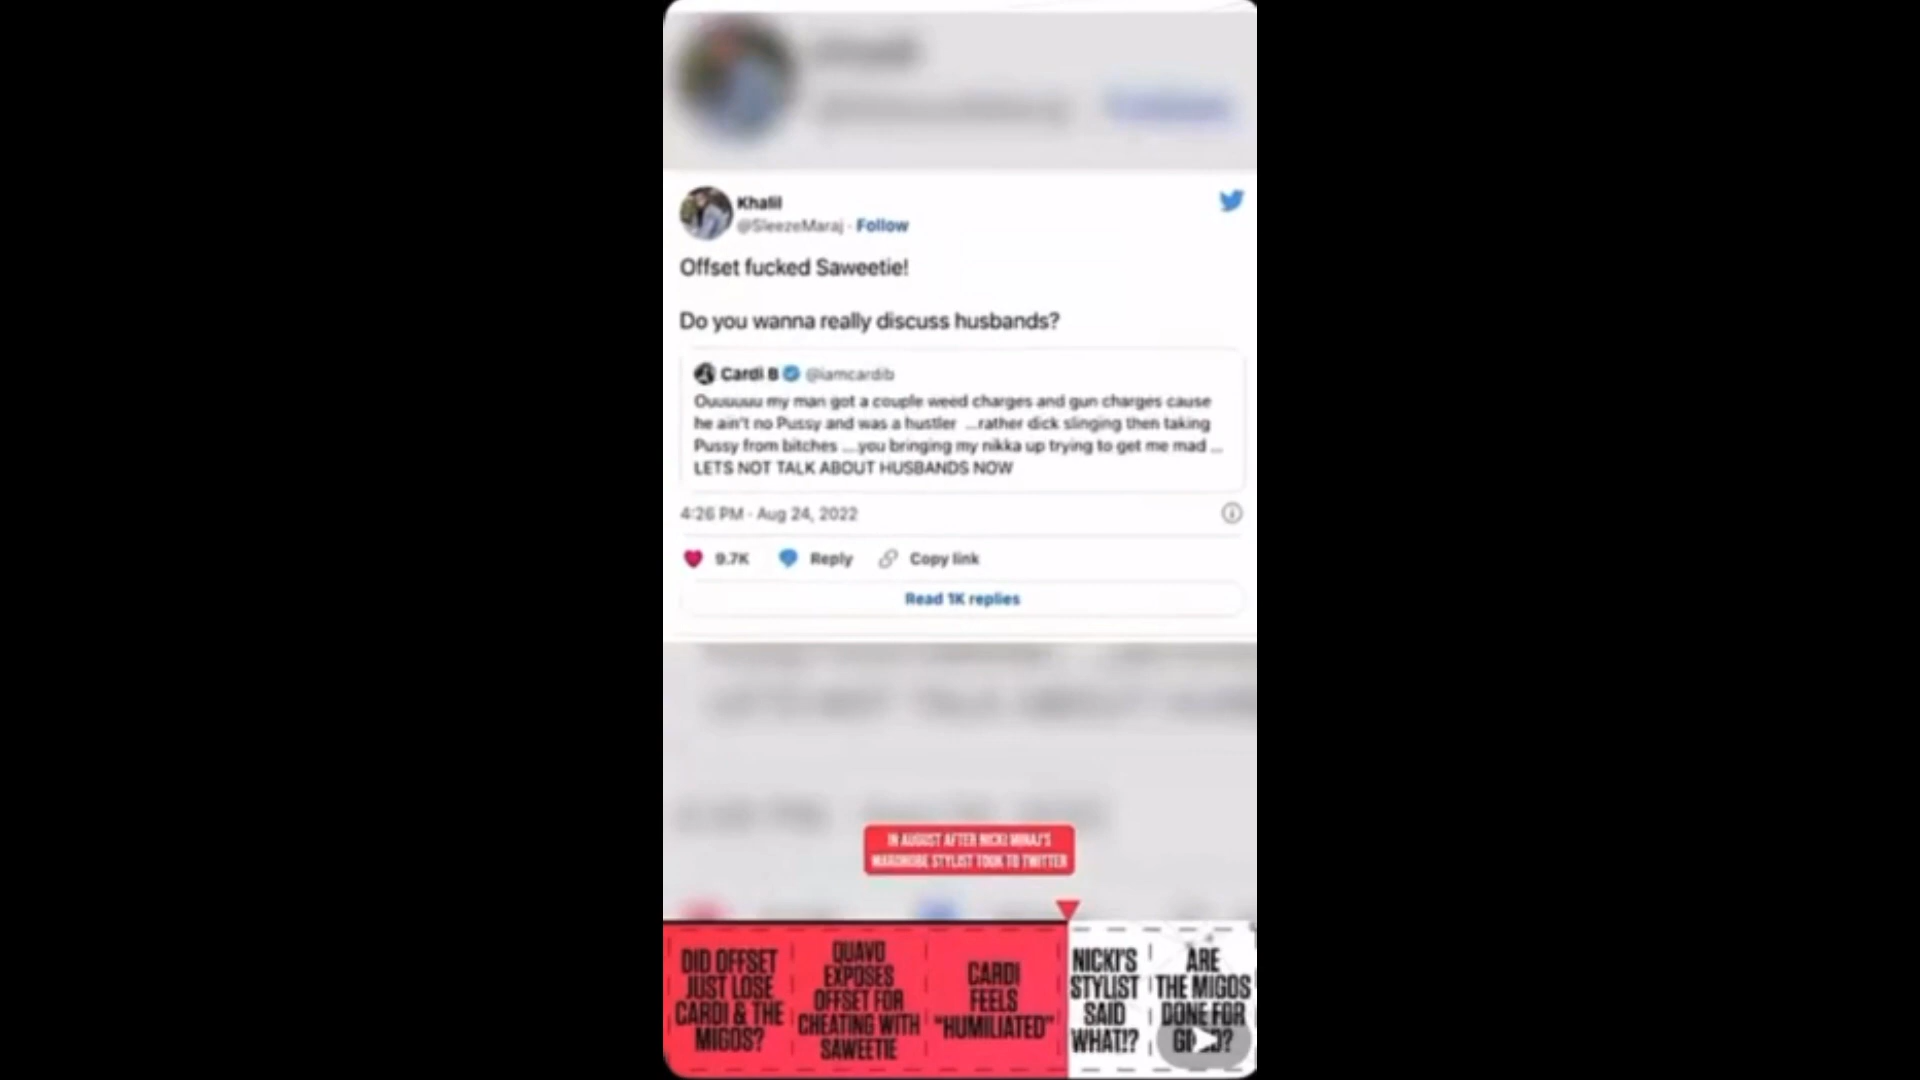 Khalil
@SleezeMaraj · Follow
Offset fucked Saweetie!
Do you wanna really discuss husbands?
Cardi B @iamcardib
Ouuuuuu my man got a couple weed charges and gun charges cause
he ain't no Pussy and was a hustler ...rather dick slinging then taking
Pussy from bitches ....you bringing my nikka up trying to get me mad ...
LETS NOT TALK ABOUT HUSBANDS NOW
4:26 PM · Aug 24, 2022
9.7K Reply Copy link
Read 1K replies
IN AUGUST AFTER NICKI MINAJ'S
WARDROBE STYLIST TOOK TO TWITTER
DID OFFSET
JUST LOSE
CARDI & THE
MIGOS?
QUAVO
EXPOSES
OFFSET FOR
CHEATING WITH
SAWEETIE
CARDI
FEELS
"HUMILIATED"
NICKI'S
STYLIST
SAID
WHAT!?
ARE
THE MIGOS
DONE FOR
GOOD?